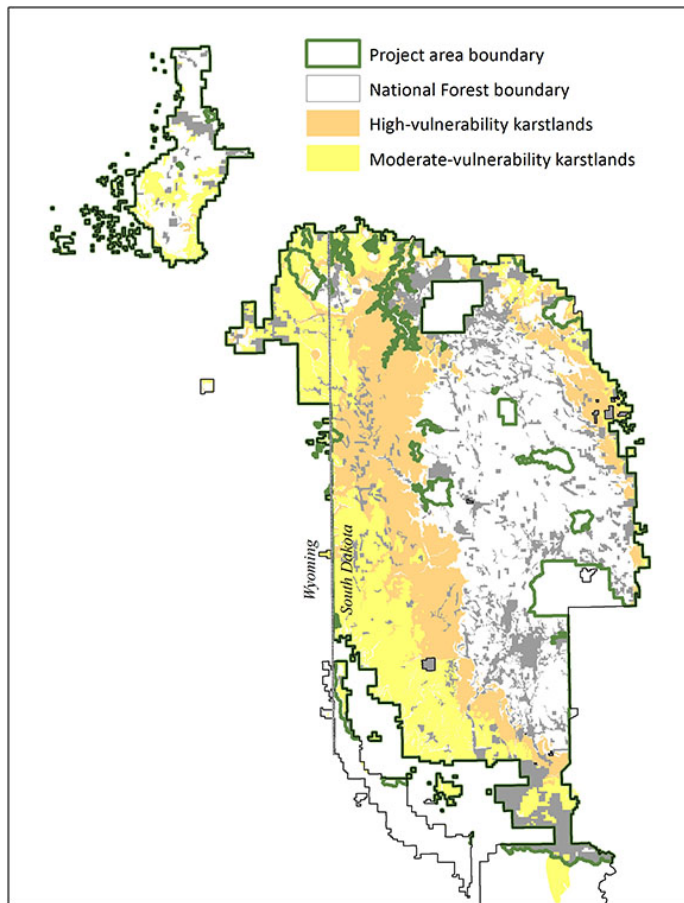 Project area boundary
National Forest boundary
High-vulnerability karstlands
Moderate-vulnerability karstlands
Wyoming
South Dakota